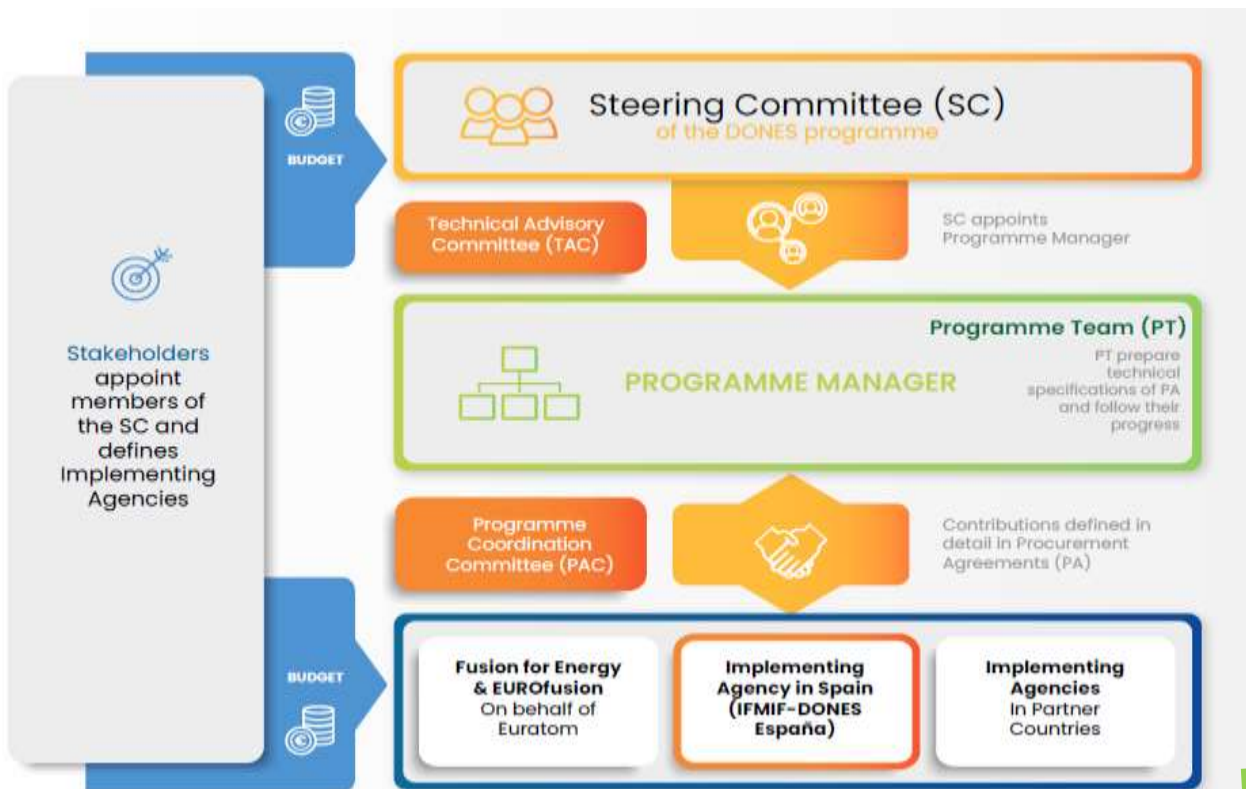 Stakeholders
appoint
members of
the SC and
defines
Implementing
Agencies
BUDGET
Steering Committee (SC)
of the DONES programme
Technical Advisory
Committee (TAC)
SC appoints
Programme Manager
PROGRAMME MANAGER
Programme Team (PT)
PT prepare
technical
specifications of PA
and follow their
progress
Programme
Coordination
Committee (PAC)
Contributions defined in
detail in Procurement
Agreements (PA)
BUDGET
Fusion for Energy
& EUROfusion
On behalf of
Euratom
Implementing
Agency in Spain
(IFMIF-DONES
España)
Implementing
Agencies
In Partner
Countries